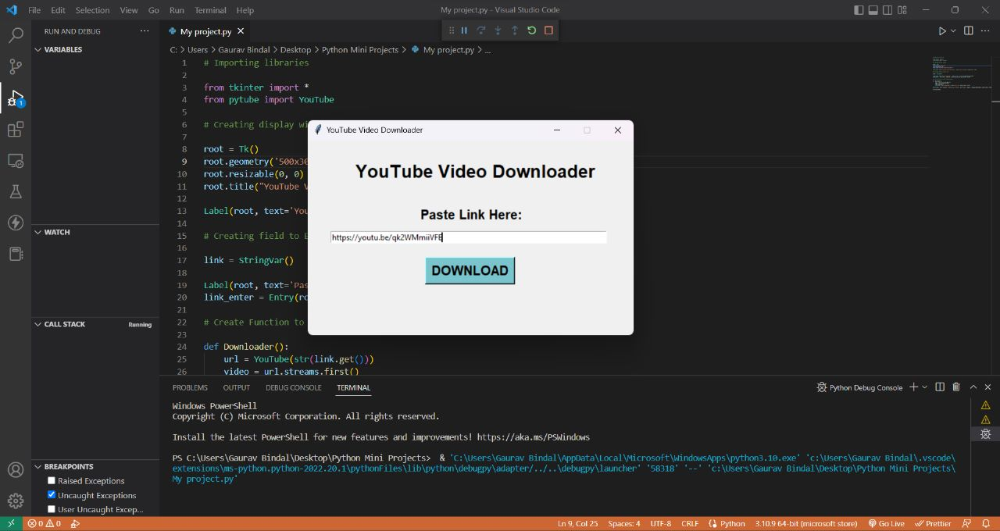 File Edit Selection View Go Run Terminal Help
My project.py - Visual Studio Code
RUN AND DEBUG ···
VARIABLES
WATCH
CALL STACK
Running
BREAKPOINTS
Raised Exceptions
Uncaught Exceptions
User Uncaught Excep...
1
My project.py
C: > Users > Gaurav Bindal > Desktop > Python Mini Projects > My project.py > ...
1 # Importing libraries
2
3 from tkinter import *
4 from pytube import YouTube
5
6 # Creating display wi
7
8 root = Tk()
9 root.geometry('500x30
10 root.resizable(0, 0)
11 root.title("YouTube V
12
13 Label(root, text='You
14
15 # Creating field to E
16
17 link = StringVar()
18
19 Label(root, text='Pas
20 link_enter = Entry(ro
21
22 # Create Function to
23
24 def Downloader():
25 url = YouTube(str(link.get()))
26 video = url.streams.first()
YouTube Video Downloader
YouTube Video Downloader
Paste Link Here:
https://youtu.be/qk2WMmiiVFE
DOWNLOAD
PROBLEMS OUTPUT DEBUG CONSOLE TERMINAL
Python Debug Console
Windows PowerShell
Copyright (C) Microsoft Corporation. All rights reserved.
Install the latest PowerShell for new features and improvements! https://aka.ms/PSWindows
PS C:\Users\Gaurav Bindal\Desktop\Python Mini Projects> & 'C:\Users\Gaurav Bindal\AppData\Local\Microsoft\WindowsApps\python3.10.exe' 'c:\Users\Gaurav Bindal\.vscode\
extensions\ms-python.python-2022.20.1\pythonFiles\lib\python\debugpy\adapter/../..\debugpy\launcher' '58318' '--' 'c:\Users\Gaurav Bindal\Desktop\Python Mini Projects\
My project.py'
0 0
Ln 9, Col 25 Spaces: 4 UTF-8 CRLF Python 3.10.9 64-bit (microsoft store) Go Live Prettier